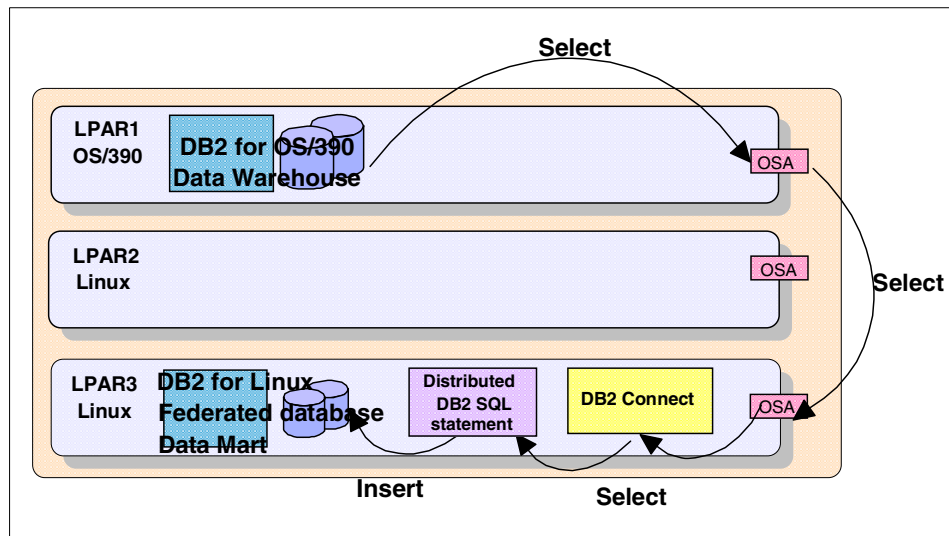 Select
LPAR1
OS/390
DB2 for OS/390
Data Warehouse
OSA
LPAR2
Linux
OSA
Select
LPAR3
Linux
DB2 for Linux
Federated database
Data Mart
Distributed
DB2 SQL
statement
DB2 Connect
OSA
Insert
Select